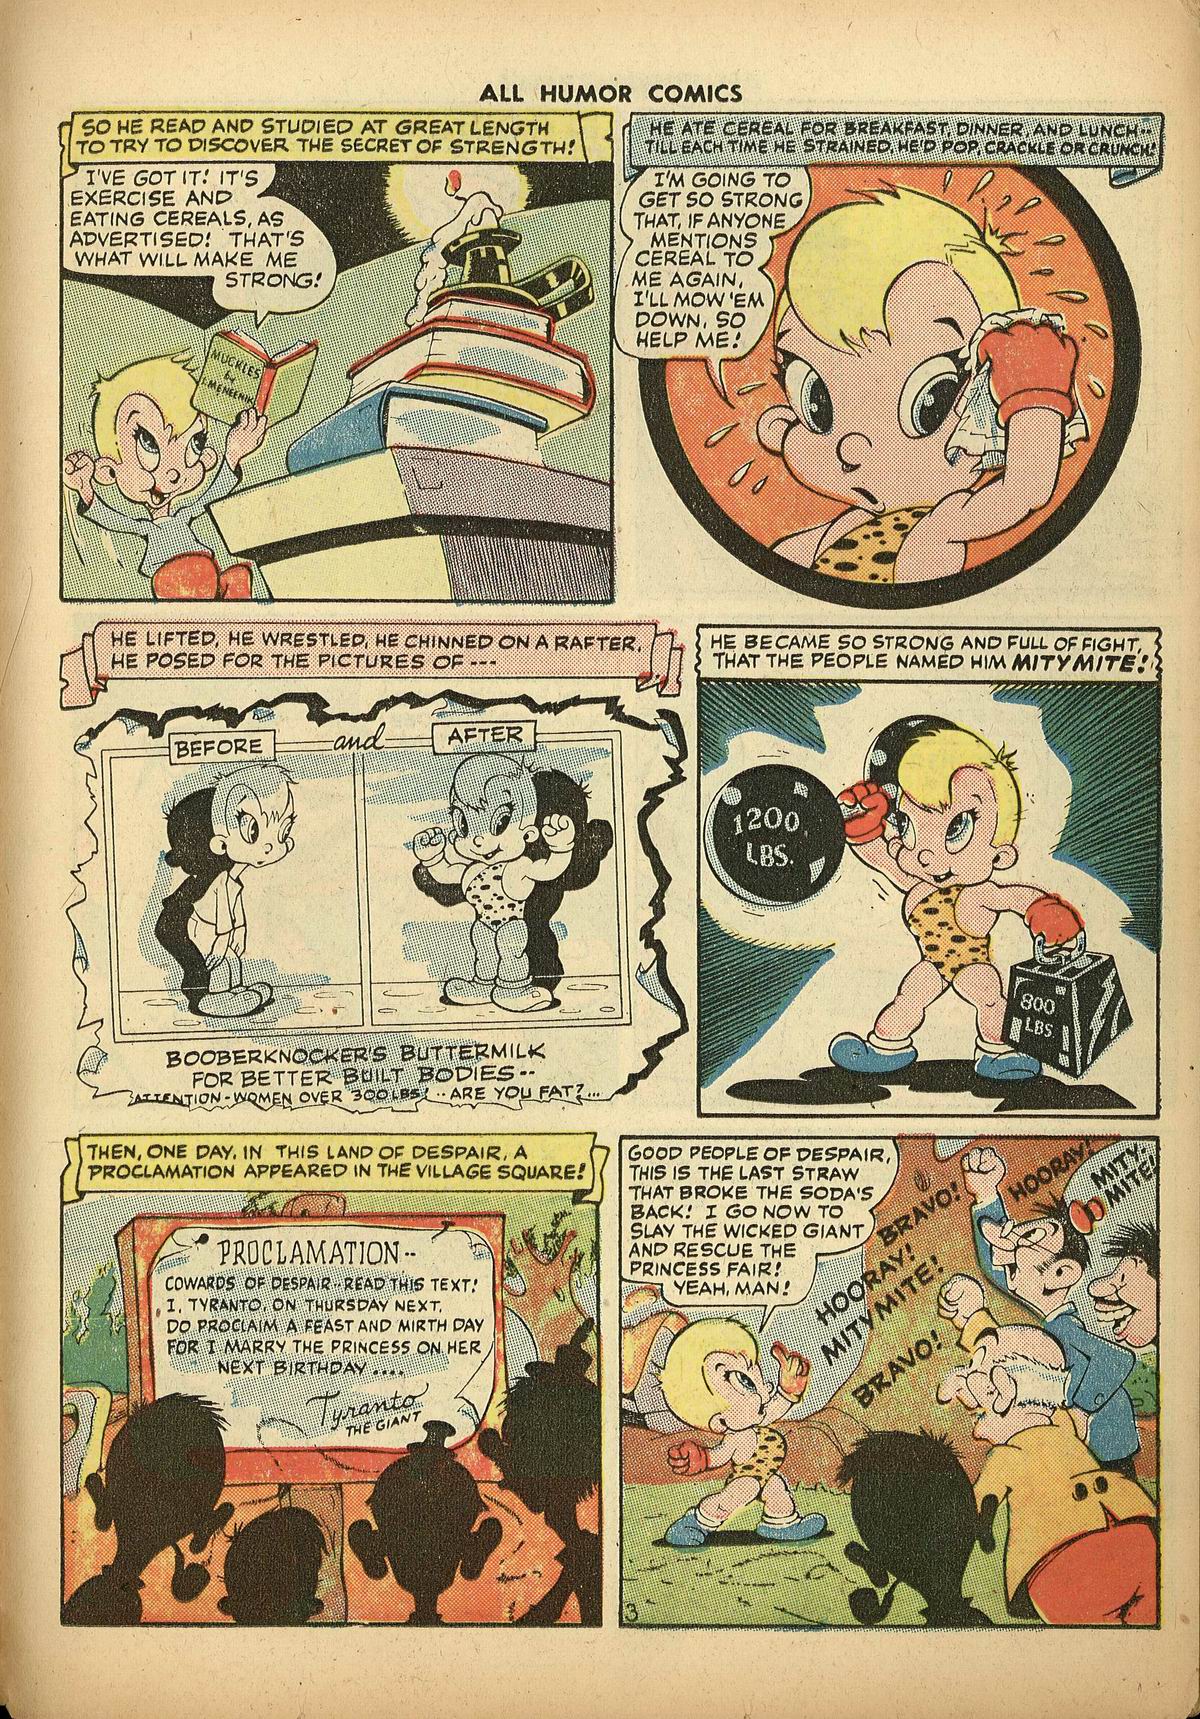 ALL HUMOR COMICS
SO HE READ AND STUDIED AT GREAT LENGTH
TO TRY TO DISCOVER THE SECRET OF STRENGTH!
I'VE GOT IT! IT'S
EXERCISE AND
EATING CEREALS, AS
ADVERTISED! THAT'S
WHAT WILL MAKE ME
STRONG!
MUCKLES
by
HE ATE CEREAL FOR BREAKFAST, DINNER, AND LUNCH--
TILL EACH TIME HE STRAINED, HE'D POP, CRACKLE OR CRUNCH!
I'M GOING TO
GET SO STRONG
THAT, IF ANYONE
MENTIONS
CEREAL TO
ME AGAIN,
I'LL MOW 'EM
DOWN, SO
HELP ME!
HE LIFTED, HE WRESTLED, HE CHINNED ON A RAFTER,
HE POSED FOR THE PICTURES OF ---
BEFORE and AFTER
BOOBERKNOCKER'S BUTTERMILK
FOR BETTER BUILT BODIES--
ATTENTION-WOMEN OVER 300 LBS! ·· ARE YOU FAT?...
HE BECAME SO STRONG AND FULL OF FIGHT,
THAT THE PEOPLE NAMED HIM MITY MITE!
1200
LBS.
800
LBS.
THEN, ONE DAY, IN THIS LAND OF DESPAIR, A
PROCLAMATION APPEARED IN THE VILLAGE SQUARE!
PROCLAMATION--
COWARDS OF DESPAIR--READ THIS TEXT!
I, TYRANTO, ON THURSDAY NEXT,
DO PROCLAIM A FEAST AND MIRTH DAY
FOR I MARRY THE PRINCESS ON HER
NEXT BIRTHDAY....
Tyranto
THE GIANT
GOOD PEOPLE OF DESPAIR,
THIS IS THE LAST STRAW
THAT BROKE THE SODA'S
BACK! I GO NOW TO
SLAY THE WICKED GIANT
AND RESCUE THE
PRINCESS FAIR!
YEAH, MAN!
BRAVO!
HOORAY!
MITY
MITE!
HOORAY!
MITY MITE!
BRAVO!
3